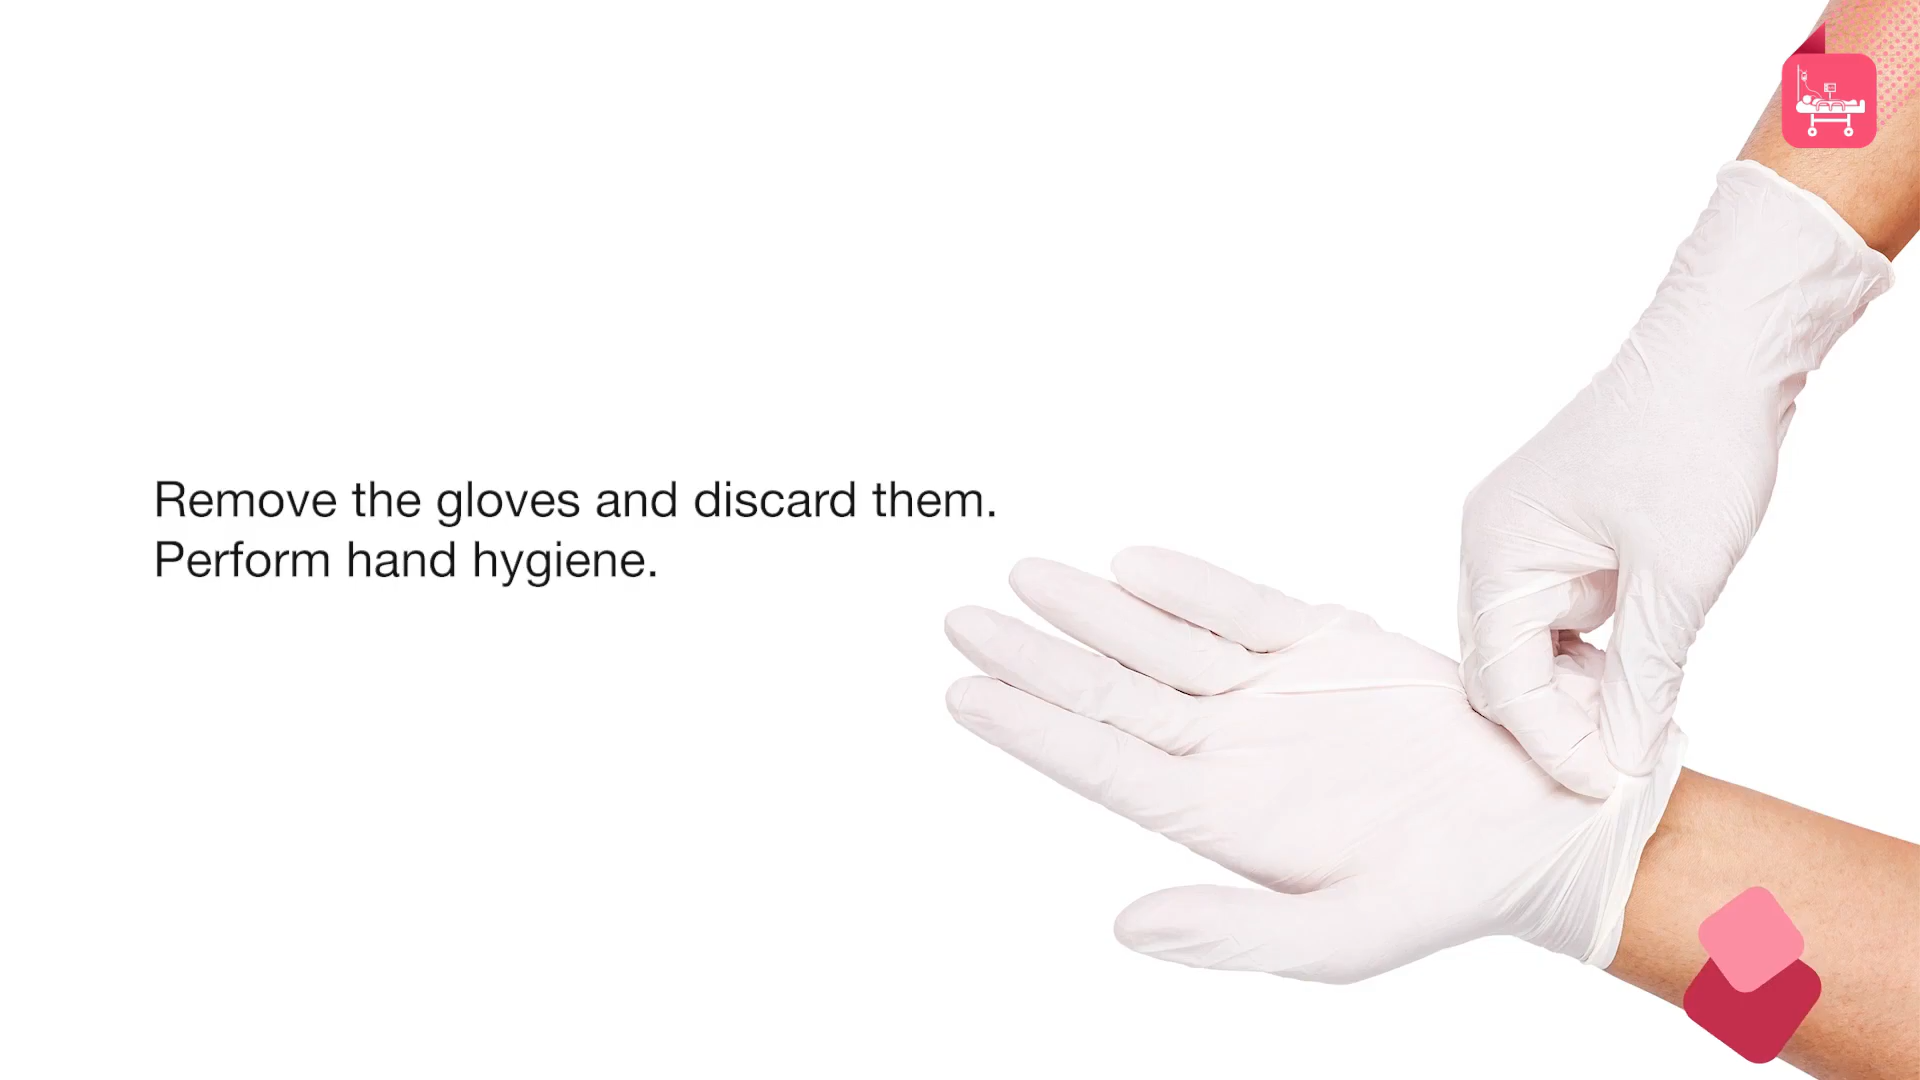 Remove the gloves and discard them.
Perform hand hygiene.